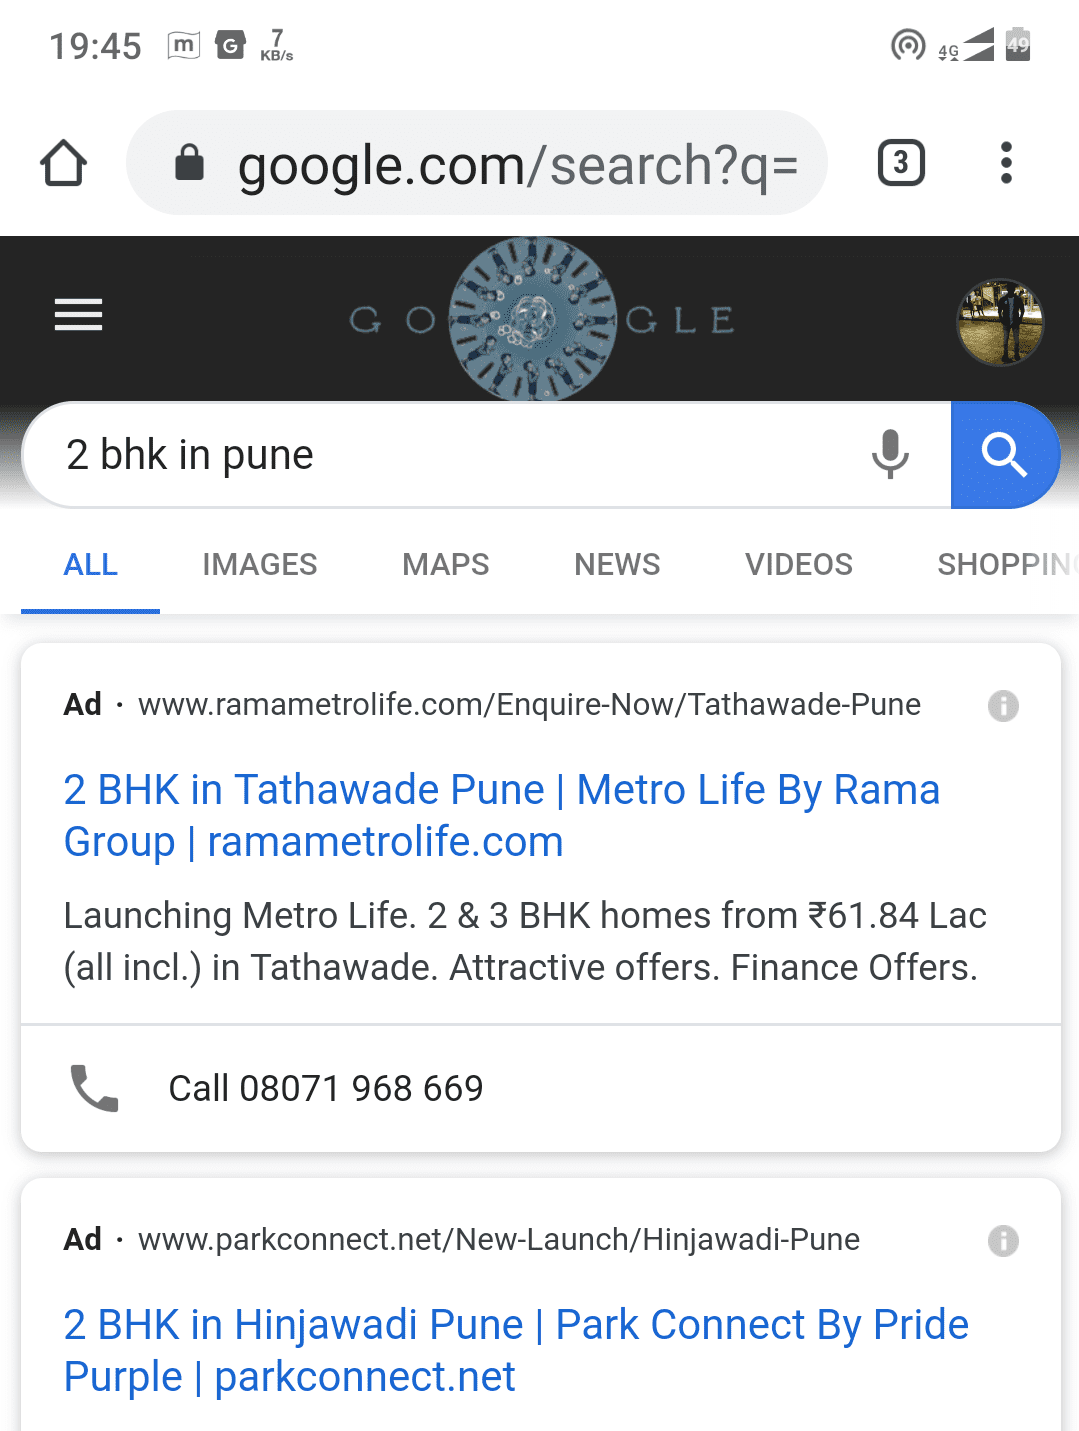 19:45 m G 7 KB/s 4G 49
google.com/search?q= 3
G O GLE
2 bhk in pune
ALL IMAGES MAPS NEWS VIDEOS SHOPPING
Ad · www.ramametrolife.com/Enquire-Now/Tathawade-Pune
2 BHK in Tathawade Pune | Metro Life By Rama
Group | ramametrolife.com
Launching Metro Life. 2 & 3 BHK homes from ₹61.84 Lac
(all incl.) in Tathawade. Attractive offers. Finance Offers.
Call 08071 968 669
Ad · www.parkconnect.net/New-Launch/Hinjawadi-Pune
2 BHK in Hinjawadi Pune | Park Connect By Pride
Purple | parkconnect.net